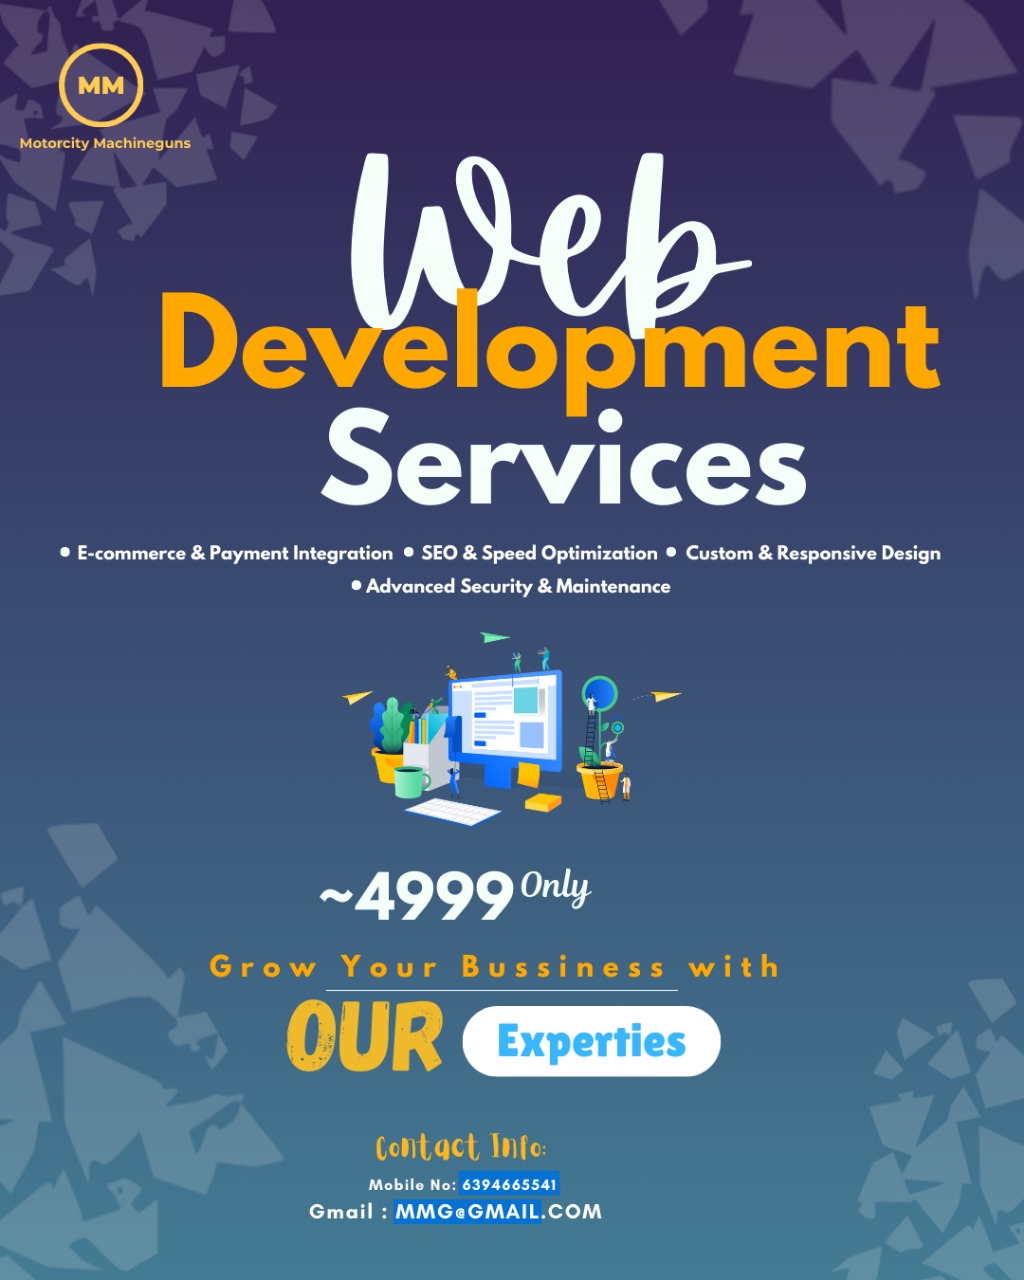 MM
Motorcity Machineguns
Web
Development
Services
• E-commerce & Payment Integration • SEO & Speed Optimization • Custom & Responsive Design
• Advanced Security & Maintenance
~4999 Only
Grow Your Bussiness with
OUR Experties
Contact Info:
Mobile No: 6394665541
Gmail : MMG@GMAIL.COM